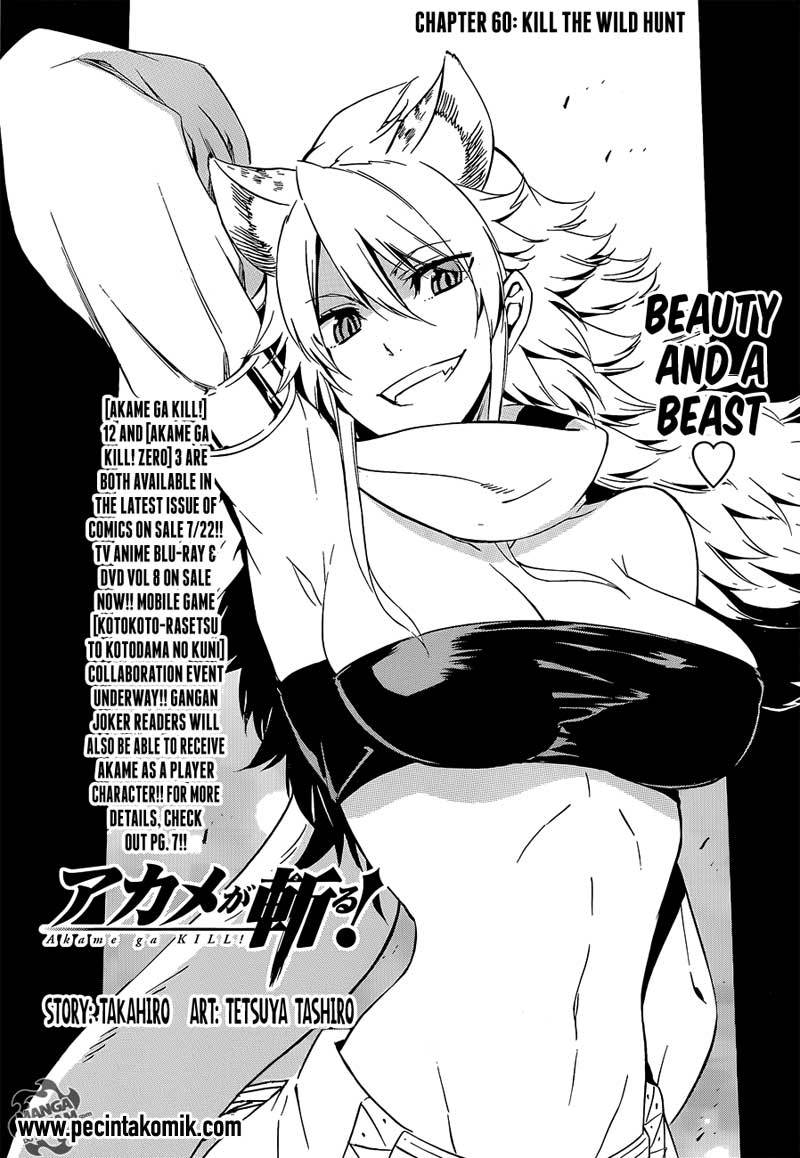 CHAPTER 60: KILL THE WILD HUNT
BEAUTY
AND A
BEAST
♡
[AKAME GA KILL!]
12 AND [AKAME GA
KILL! ZERO] 3 ARE
BOTH AVAILABLE IN
THE LATEST ISSUE OF
COMICS ON SALE 7/22!!
TV ANIME BLU-RAY &
DVD VOL 8 ON SALE
NOW!! MOBILE GAME
[KOTOKOTO-RASETSU
TO KOTODAMA NO KUNI]
COLLABORATION EVENT
UNDERWAY!! GANGAN
JOKER READERS WILL
ALSO BE ABLE TO RECEIVE
AKAME AS A PLAYER
CHARACTER!! FOR MORE
DETAILS, CHECK
OUT PG. 7!!
アカメが斬る!
Akame ga KILL!
STORY: TAKAHIRO ART: TETSUYA TASHIRO
MANGA
www.pecintakomik.com